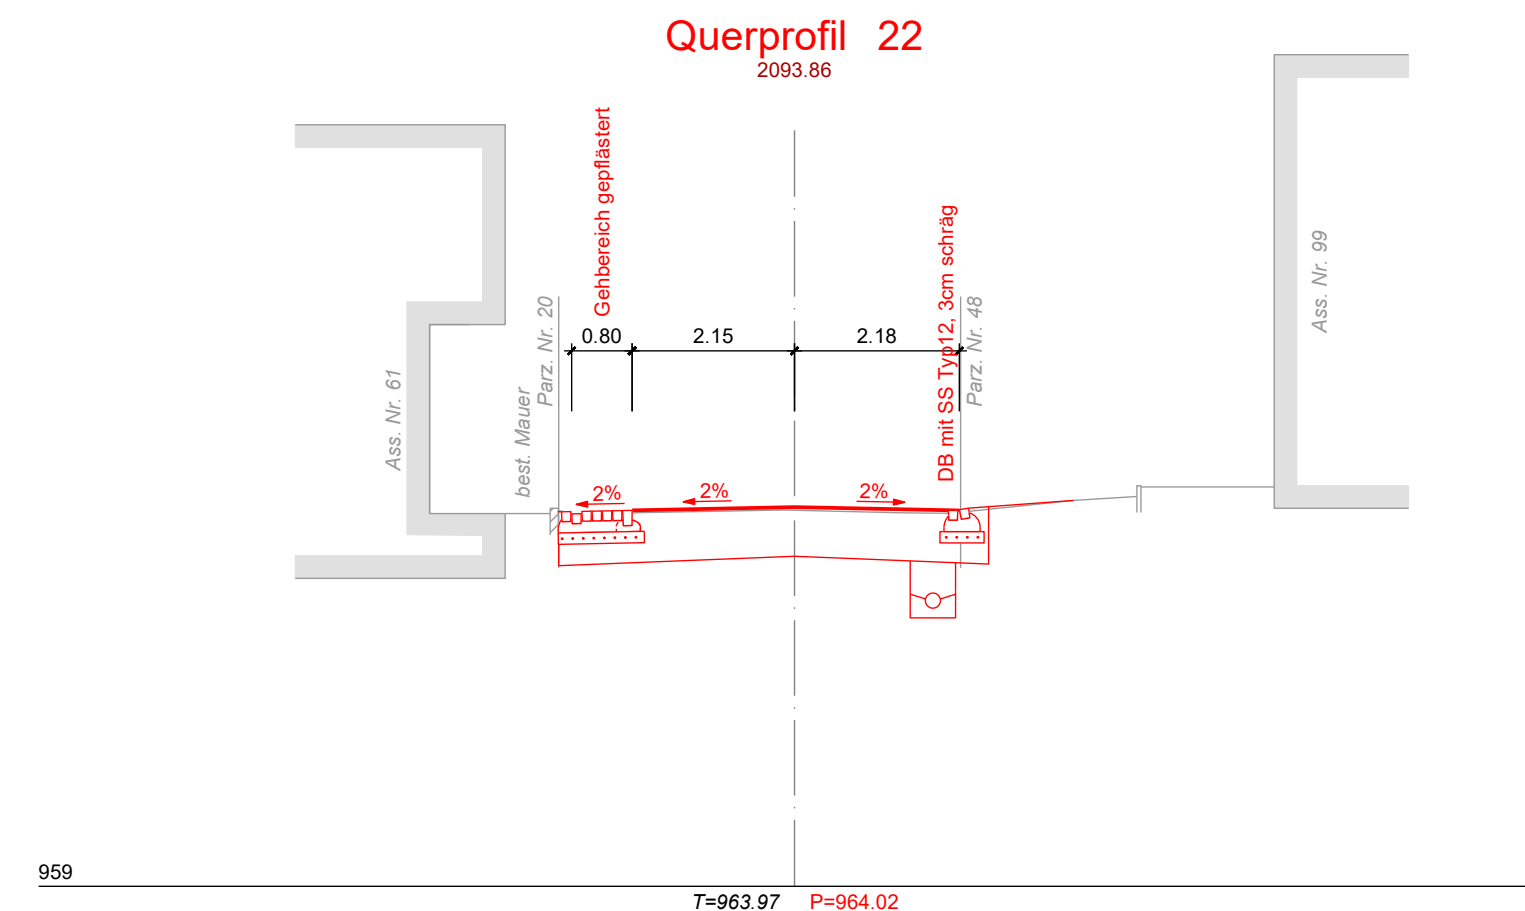 Querprofil 22
2093.86
Gehbereich gepflästert
DB mit SS Typ12, 3cm schräg
Ass. Nr. 99
Parz. Nr. 20
Parz. Nr. 48
0.80
2.15
2.18
Ass. Nr. 61
best. Mauer
2%
2%
2%
959
T=963.97
P=964.02